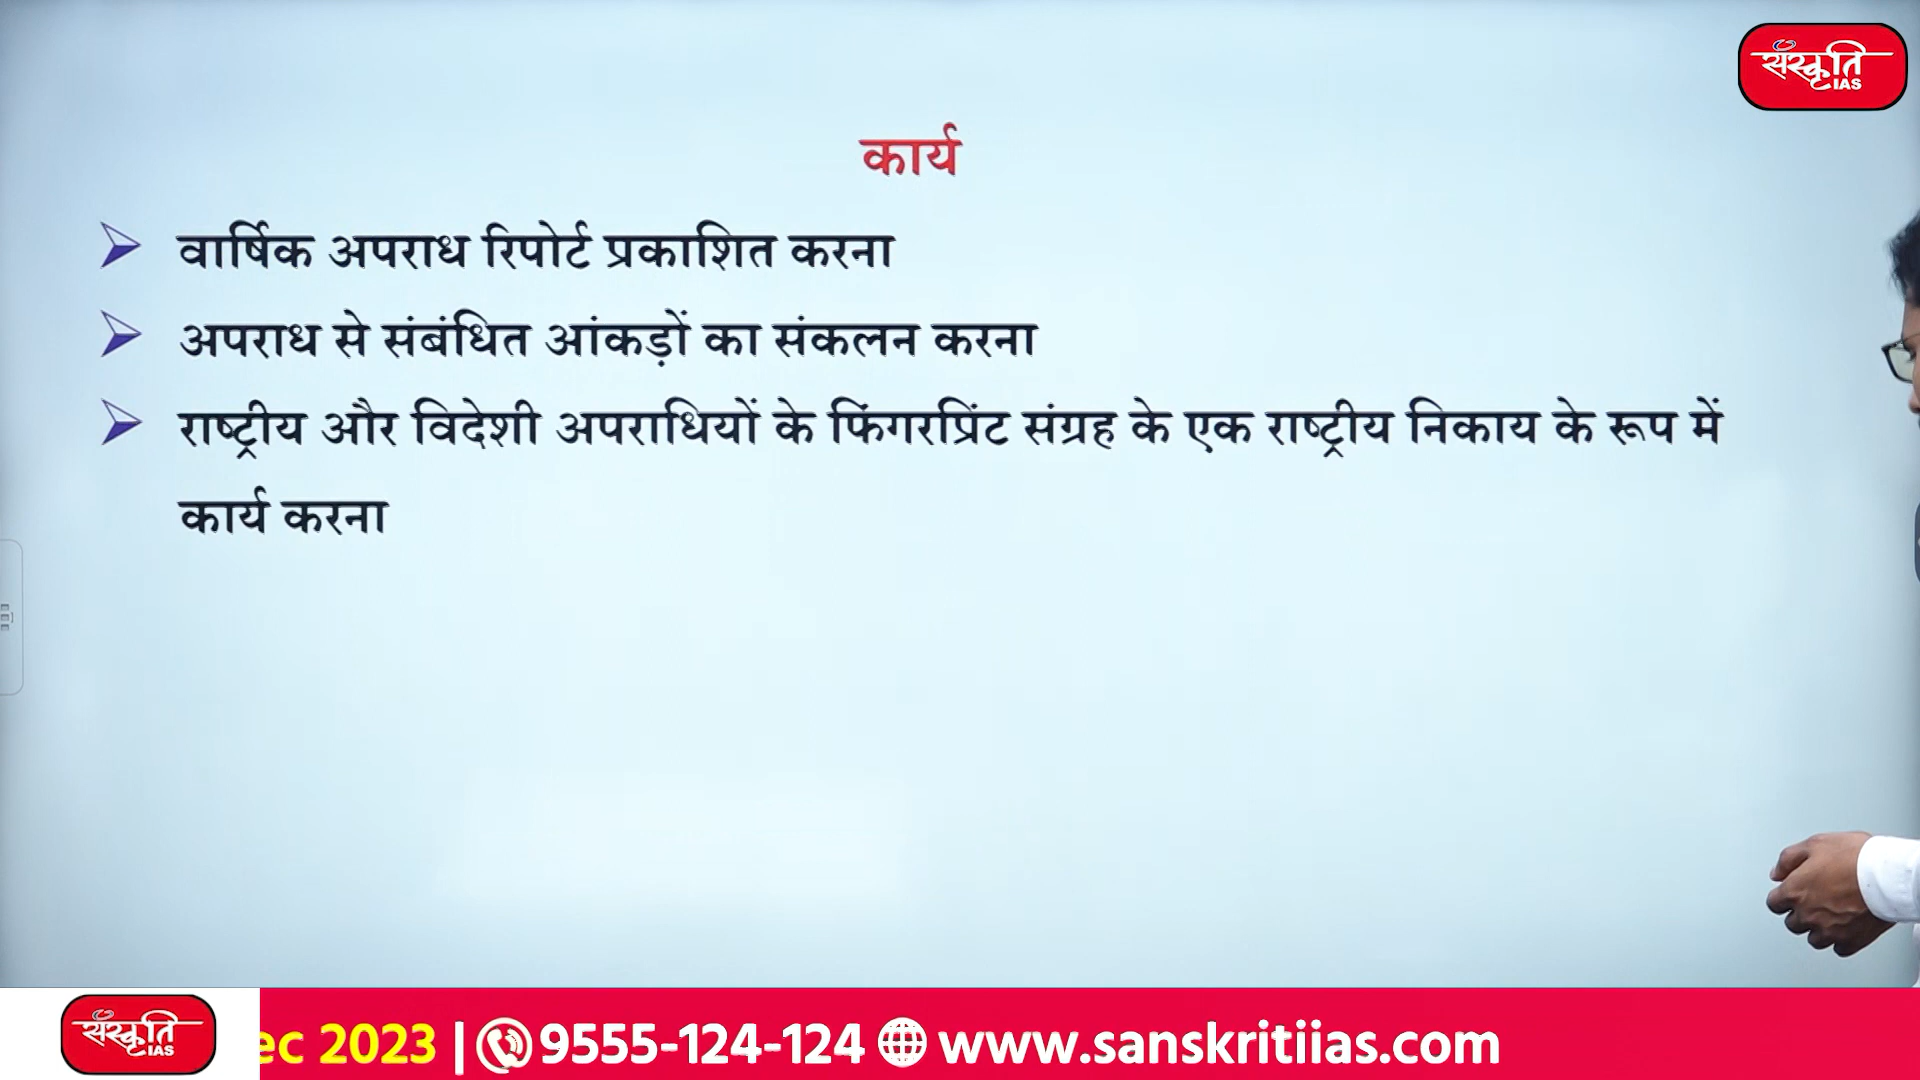 संस्कृति
IAS
कार्य
वार्षिक अपराध रिपोर्ट प्रकाशित करना
अपराध से संबंधित आंकड़ों का संकलन करना
राष्ट्रीय और विदेशी अपराधियों के फिंगरप्रिंट संग्रह के एक राष्ट्रीय निकाय के रूप में
कार्य करना
संस्कृति
IAS
ec 2023 | 9555-124-124 www.sanskritiias.com